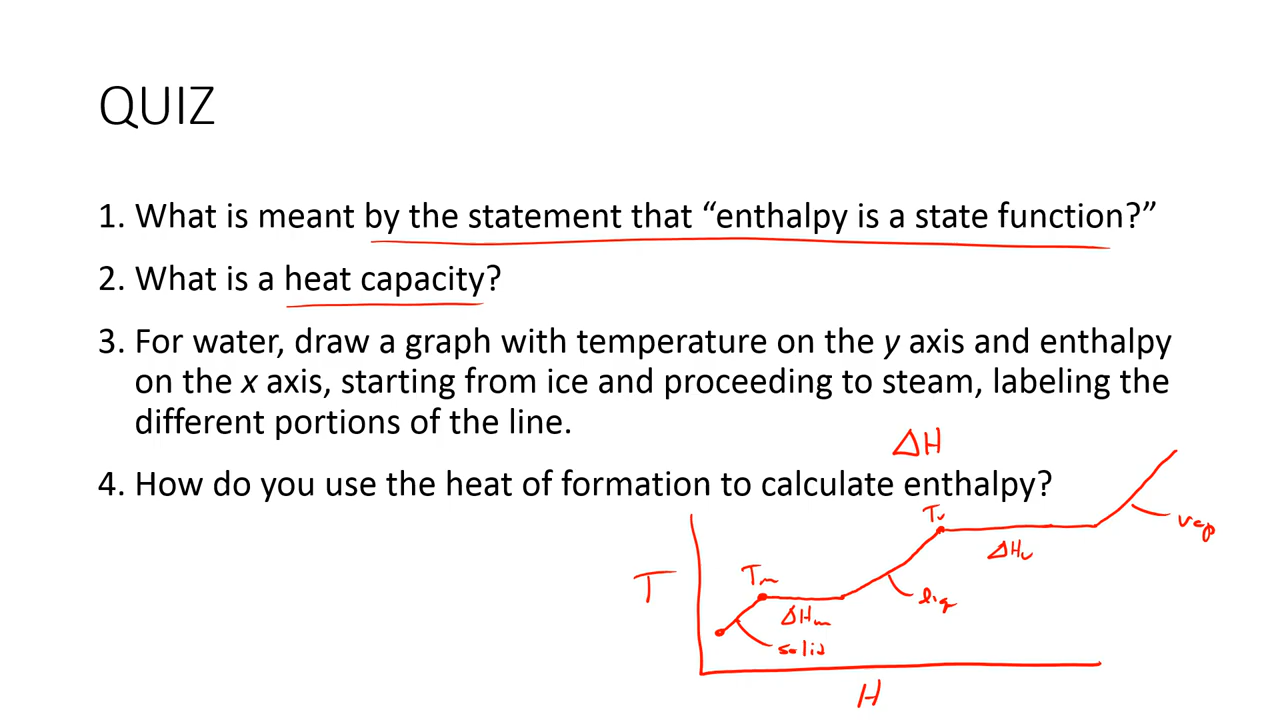 QUIZ
1. What is meant by the statement that “enthalpy is a state function?”
2. What is a heat capacity?
3. For water, draw a graph with temperature on the y axis and enthalpy
on the x axis, starting from ice and proceeding to steam, labeling the
different portions of the line.
ΔH
4. How do you use the heat of formation to calculate enthalpy?
Tv
vap
ΔHv
T
Tm
liq
ΔHm
solid
H